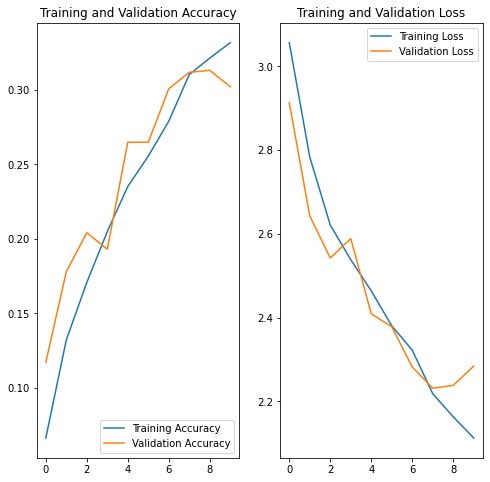 Training and Validation Accuracy
0.30
0.25
0.20
0.15
0.10
Training Accuracy
Validation Accuracy
0 2 4 6 8
Training and Validation Loss
Training Loss
Validation Loss
3.0
2.8
2.6
2.4
2.2
0 2 4 6 8